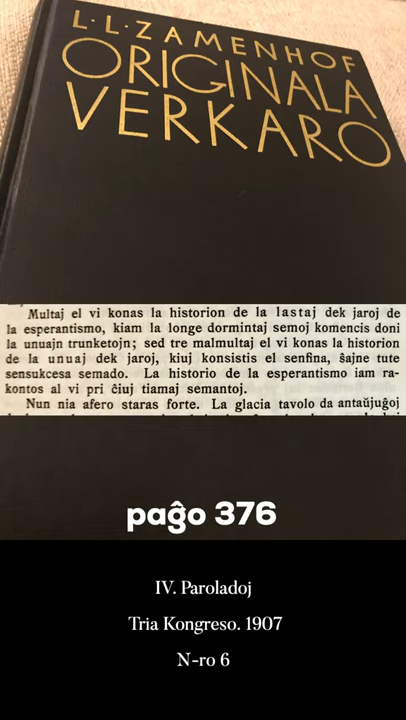 L·L·ZAMENHOF
ORIGINALA
VERKARO
Multaj el vi konas la historion de la lastaj dek jaroj de
la esperantismo, kiam la longe dormintaj semoj komencis doni
la unuajn trunketojn; sed tre malmultaj el vi konas la historion
de la unuaj dek jaroj, kiuj konsistis el senfina, ŝajne tute
sensukcesa semado. La historio de la esperantismo iam ra-
kontos al vi pri ĉiuj tiamaj semantoj.
Nun nia afero staras forte. La glacia tavolo da antaŭjuĝoj
paĝo 376
IV. Paroladoj
Tria Kongreso. 1907
N-ro 6